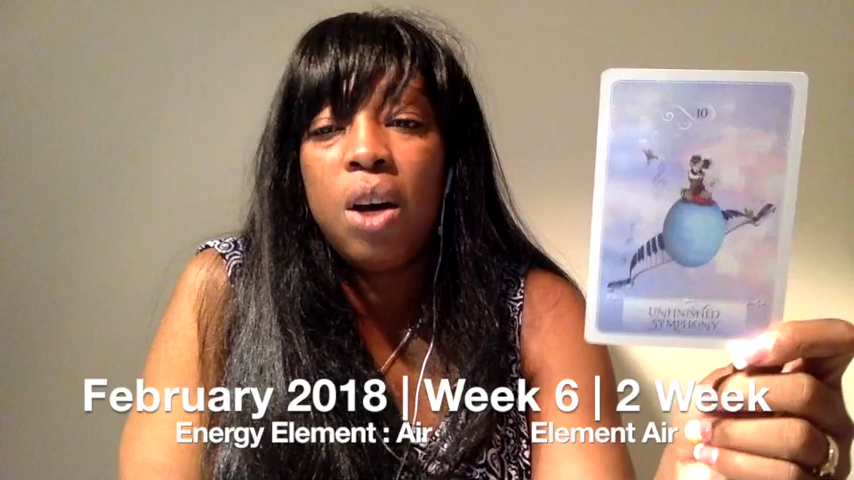 10
UNFINISHED
SYMPHONY
February 2018 | Week 6 | 2 Week
Energy Element : Air Element Air